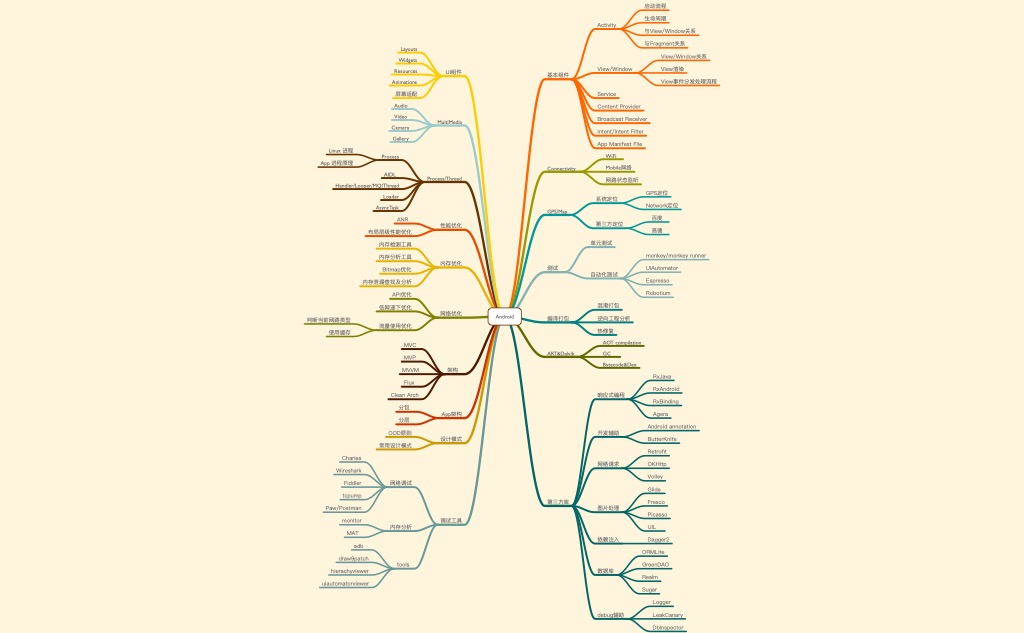 Android
基本组件
Activity
启动流程
生命周期
与View/Window关系
与Fragment关系
View/Window
View/Window关系
View渲染
View事件分发处理流程
Service
Content Provider
Broadcast Receiver
Intent/Intent Filter
App Manifest File
Connectivity
Wifi
Mobile网络
网路状态监听
GPS/Map
系统定位
GPS定位
Network定位
第三方定位
百度
高德
测试
单元测试
自动化测试
monkey/monkey runner
UIAutomator
Espresso
Robotium
编译打包
混淆打包
逆向工程分析
热修复
ART&Dalvik
AOT compilation
GC
Bytecode&Dex
第三方库
响应式编程
RxJava
RxAndroid
RxBinding
Agera
开发辅助
Android annotation
ButterKnife
网络请求
Retrofit
OKHttp
Volley
图片处理
Glide
Fresco
Picasso
UIL
依赖注入
Dagger2
数据库
ORMLite
GreenDAO
Realm
Sugar
debug辅助
Logger
LeakCanary
DbInspector
UI组件
Layouts
Widgets
Resources
Animations
屏幕适配
MultiMedia
Audio
Video
Camera
Gallery
Process/Thread
Process
Linux 进程
App 进程原理
AIDL
Handler/Looper/MQ/Thread
Loader
AsyncTask
性能优化
ANR
布局层级性能优化
内存优化
内存检测工具
内存分析工具
Bitmap优化
内存泄漏查找及分析
网络优化
API优化
低网速下优化
流量使用优化
判断当前网路类型
使用缓存
架构
MVC
MVP
MVVM
Flux
Clean Arch
App架构
分包
分层
设计模式
OOD原则
常用设计模式
调试工具
网络调试
Charles
Wireshark
Fiddler
tcpump
Paw/Postman
内存分析
monitor
MAT
tools
adb
draw9patch
hierachyviewer
uiautomatorviewer